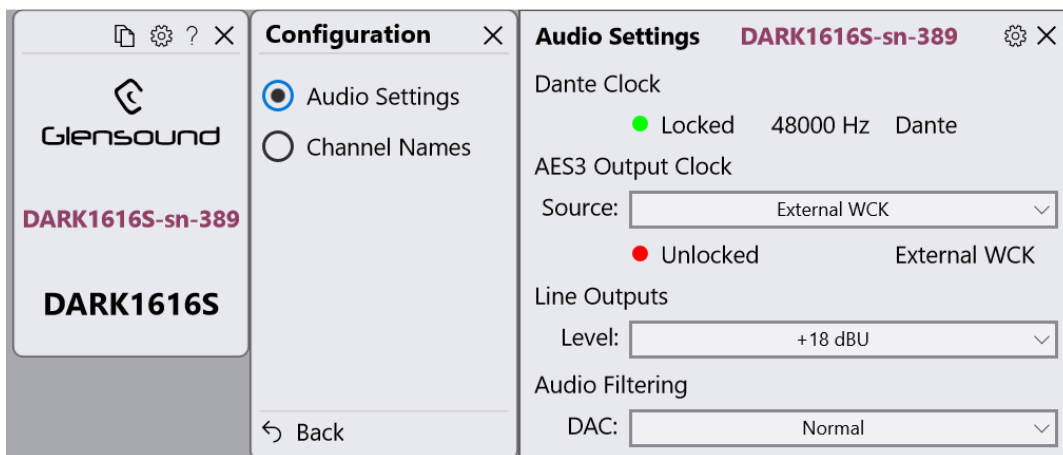 ?
Glensound
DARK1616S-sn-389
DARK1616S
Configuration
Audio Settings
Channel Names
Back
Audio Settings DARK1616S-sn-389
Dante Clock
Locked 48000 Hz Dante
AES3 Output Clock
Source: External WCK
Unlocked External WCK
Line Outputs
Level: +18 dBU
Audio Filtering
DAC: Normal